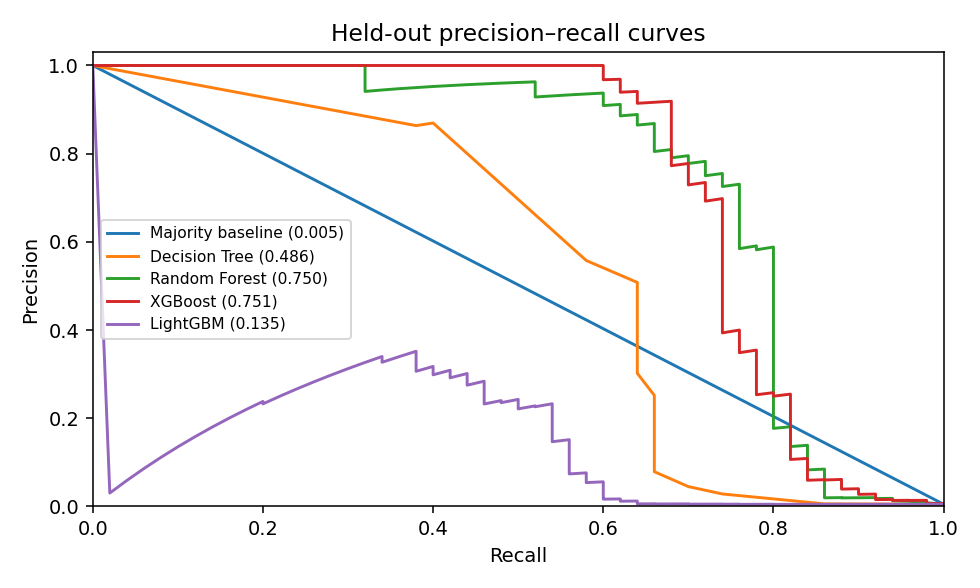 Held-out precision–recall curves
1.0
0.8
0.6
0.4
0.2
0.0
Precision
Majority baseline (0.005)
Decision Tree (0.486)
Random Forest (0.750)
XGBoost (0.751)
LightGBM (0.135)
0.0 0.2 0.4 0.6 0.8 1.0
Recall